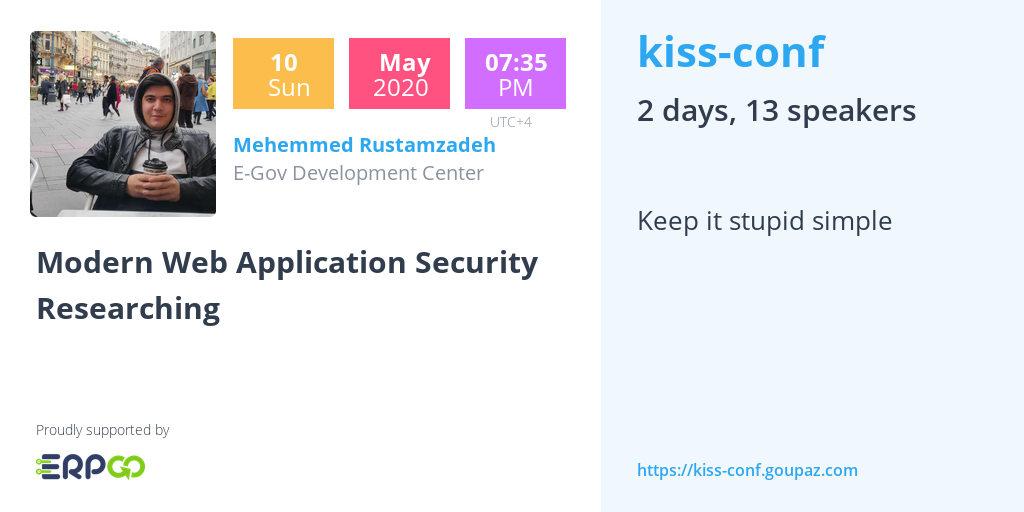 10
Sun
May
2020
07:35
PM
UTC+4
Mehemmed Rustamzadeh
E-Gov Development Center
Modern Web Application Security
Researching
Proudly supported by
ERPGO
kiss-conf
2 days, 13 speakers
Keep it stupid simple
https://kiss-conf.goupaz.com